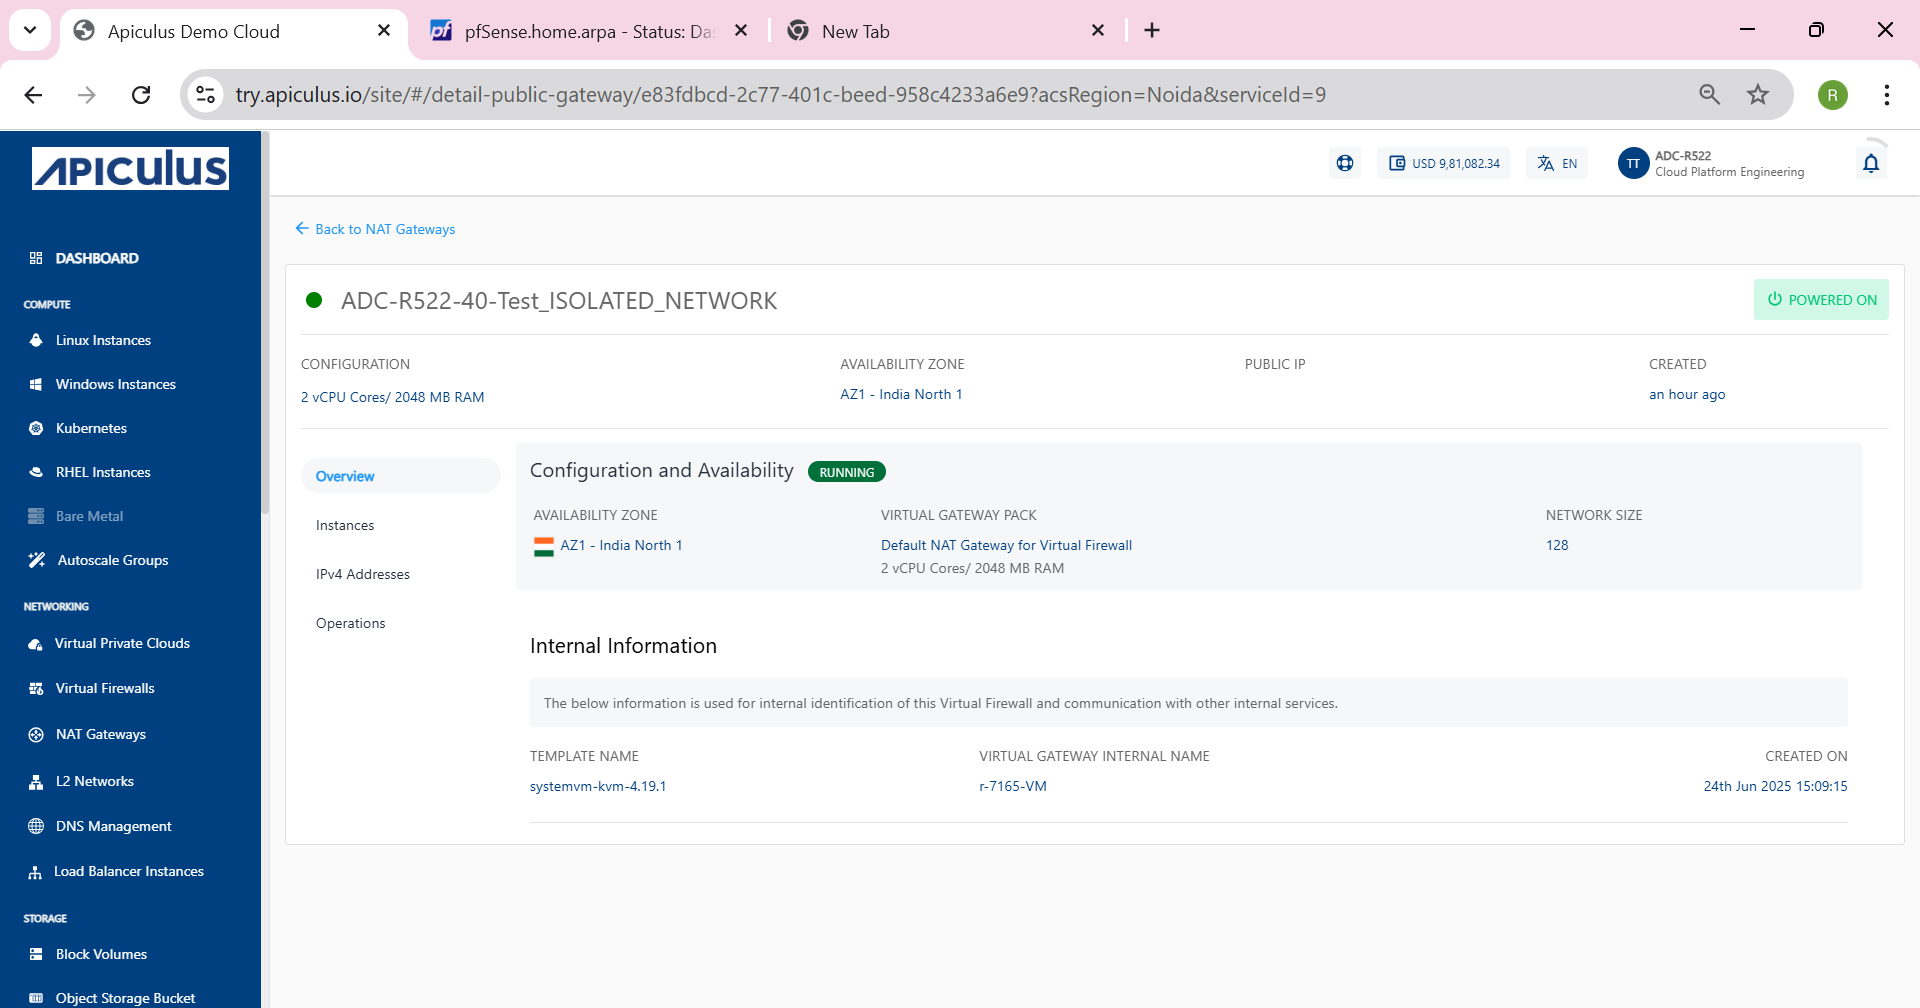 Apiculus Demo Cloud
pfSense.home.arpa - Status: Da
New Tab
try.apiculus.io/site/#/detail-public-gateway/e83fdbcd-2c77-401c-beed-958c4233a6e9?acsRegion=Noida&serviceId=9
R
APICULUS
USD 9,81,082.34
EN
TT
ADC-R522
Cloud Platform Engineering
DASHBOARD
COMPUTE
Linux Instances
Windows Instances
Kubernetes
RHEL Instances
Bare Metal
Autoscale Groups
NETWORKING
Virtual Private Clouds
Virtual Firewalls
NAT Gateways
L2 Networks
DNS Management
Load Balancer Instances
STORAGE
Block Volumes
Object Storage Bucket
Back to NAT Gateways
ADC-R522-40-Test_ISOLATED_NETWORK
POWERED ON
CONFIGURATION
2 vCPU Cores/ 2048 MB RAM
AVAILABILITY ZONE
AZ1 - India North 1
PUBLIC IP
CREATED
an hour ago
Overview
Instances
IPv4 Addresses
Operations
Configuration and Availability
RUNNING
AVAILABILITY ZONE
AZ1 - India North 1
VIRTUAL GATEWAY PACK
Default NAT Gateway for Virtual Firewall
2 vCPU Cores/ 2048 MB RAM
NETWORK SIZE
128
Internal Information
The below information is used for internal identification of this Virtual Firewall and communication with other internal services.
TEMPLATE NAME
systemvm-kvm-4.19.1
VIRTUAL GATEWAY INTERNAL NAME
r-7165-VM
CREATED ON
24th Jun 2025 15:09:15